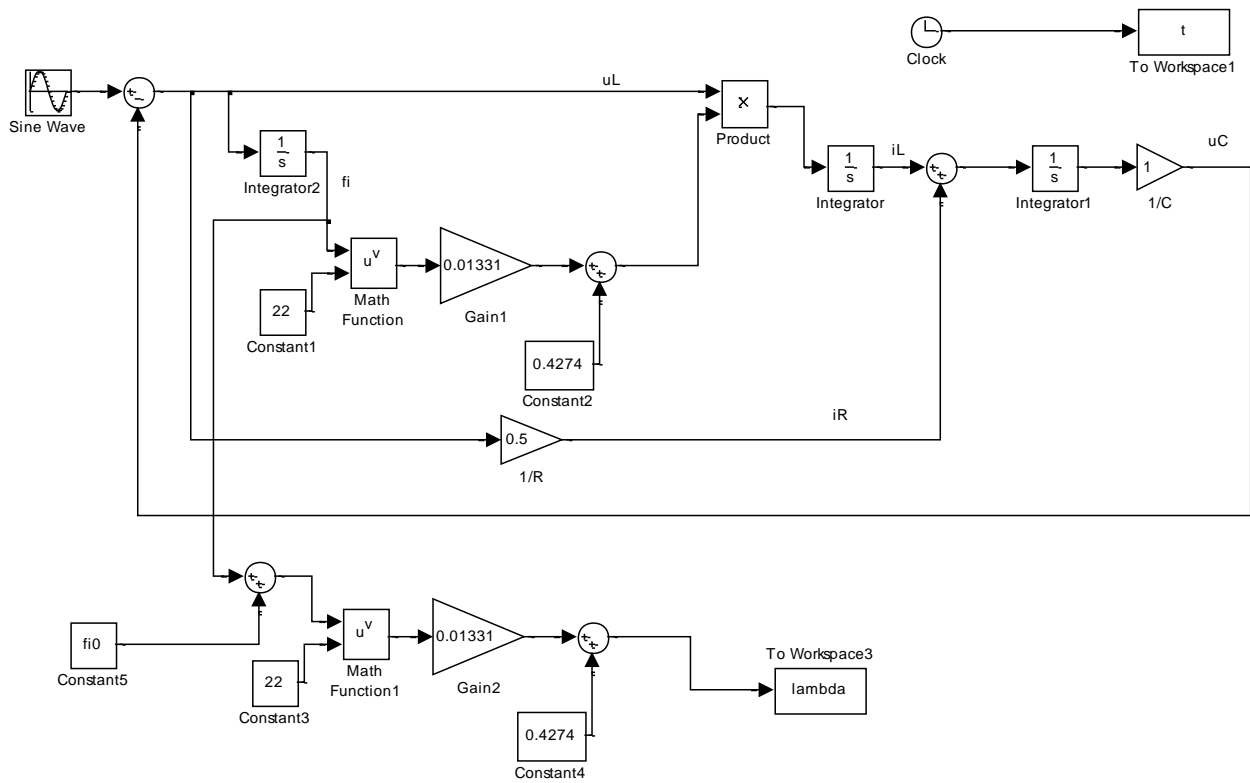 t
Clock
To Workspace1
Sine Wave
+
−
uL
×
Product
1
s
Integrator2
fi
1
s
Integrator
iL
+
+
1
s
Integrator1
1
1/C
uC
u^v
Math
Function
22
Constant1
0.01331
Gain1
+
+
0.4274
Constant2
0.5
1/R
iR
+
+
fi0
Constant5
u^v
Math
Function1
22
Constant3
0.01331
Gain2
+
+
0.4274
Constant4
To Workspace3
lambda